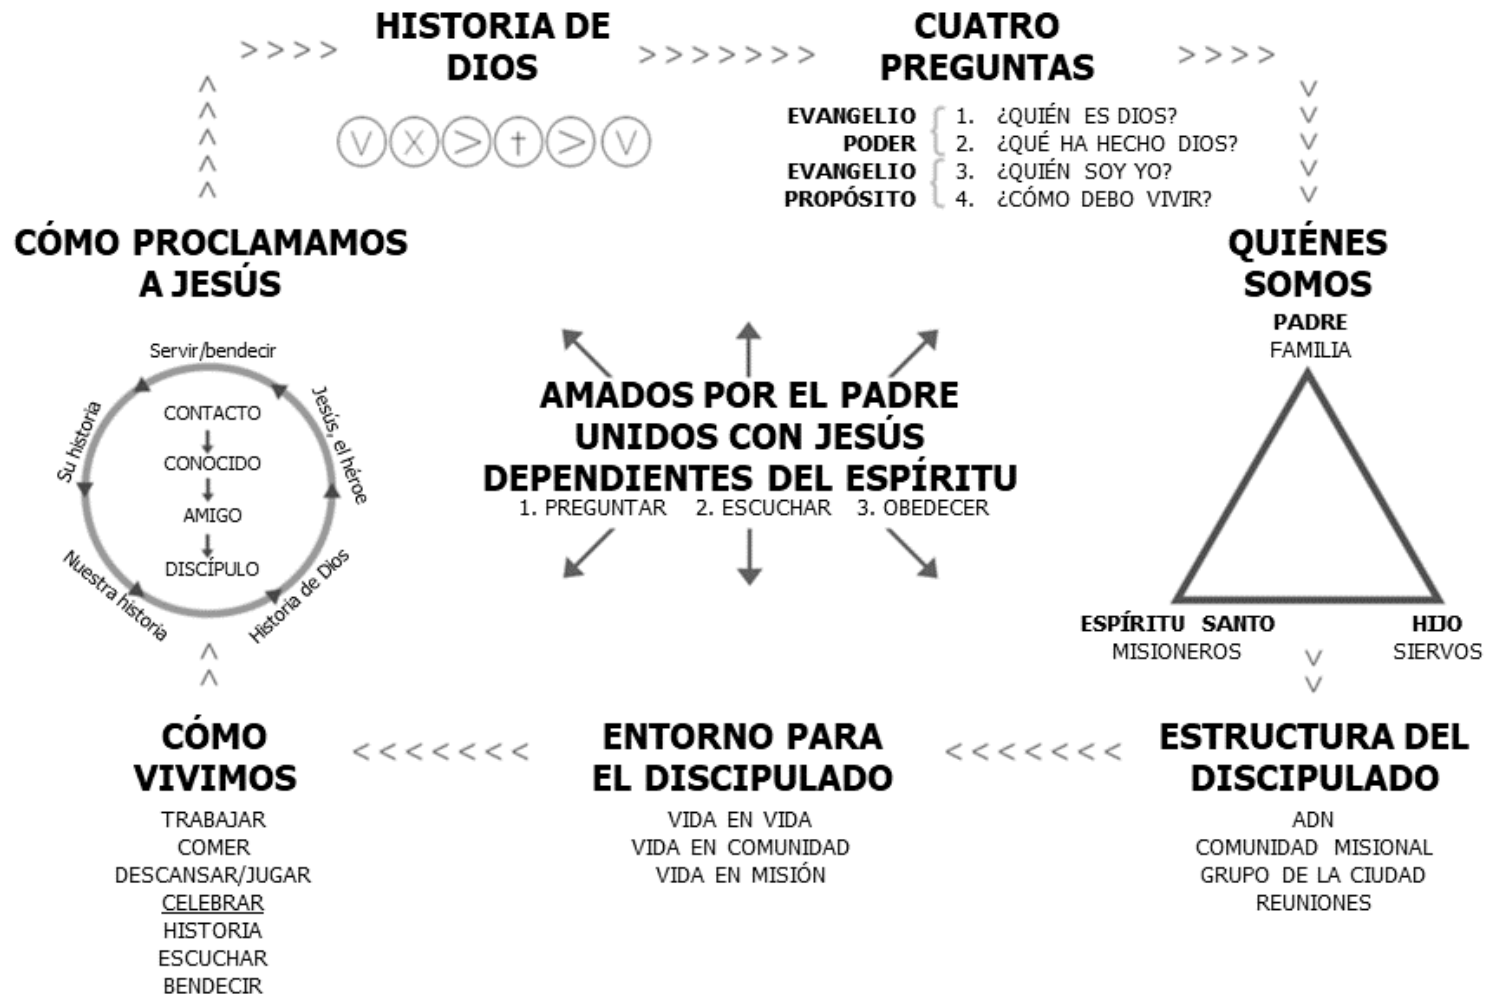 HISTORIA DE
DIOS
> > > >
> > > > > > >
CUATRO
PREGUNTAS
> > > >
V X > † > V
EVANGELIO
PODER
1. ¿QUIÉN ES DIOS?
2. ¿QUÉ HA HECHO DIOS?
EVANGELIO
PROPÓSITO
3. ¿QUIÉN SOY YO?
4. ¿CÓMO DEBO VIVIR?
QUIÉNES
SOMOS
PADRE
FAMILIA
ESPÍRITU SANTO
MISIONEROS
HIJO
SIERVOS
ESTRUCTURA DEL
DISCIPULADO
ADN
COMUNIDAD MISIONAL
GRUPO DE LA CIUDAD
REUNIONES
< < < < < < <
ENTORNO PARA
EL DISCIPULADO
VIDA EN VIDA
VIDA EN COMUNIDAD
VIDA EN MISIÓN
< < < < < < <
CÓMO
VIVIMOS
TRABAJAR
COMER
DESCANSAR/JUGAR
CELEBRAR
HISTORIA
ESCUCHAR
BENDECIR
CÓMO PROCLAMAMOS
A JESÚS
Servir/bendecir
Su historia
Nuestra historia
Historia de Dios
Jesús, el héroe
CONTACTO
CONOCIDO
AMIGO
DISCÍPULO
AMADOS POR EL PADRE
UNIDOS CON JESÚS
DEPENDIENTES DEL ESPÍRITU
1. PREGUNTAR 2. ESCUCHAR 3. OBEDECER